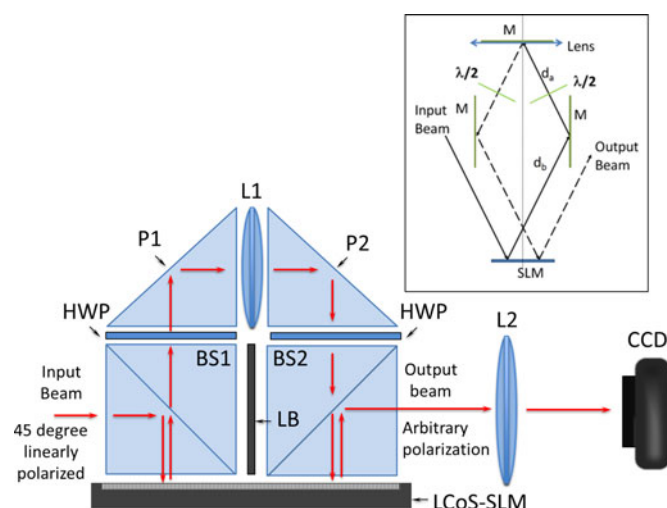 M
Lens
λ/2
dₐ
λ/2
M
M
Input
Beam
Output
Beam
d_b
SLM
L1
P1
P2
HWP
HWP
L2
BS1
BS2
CCD
Input
Beam
Output
beam
45 degree
linearly
polarized
LB
Arbitrary
polarization
LCoS-SLM